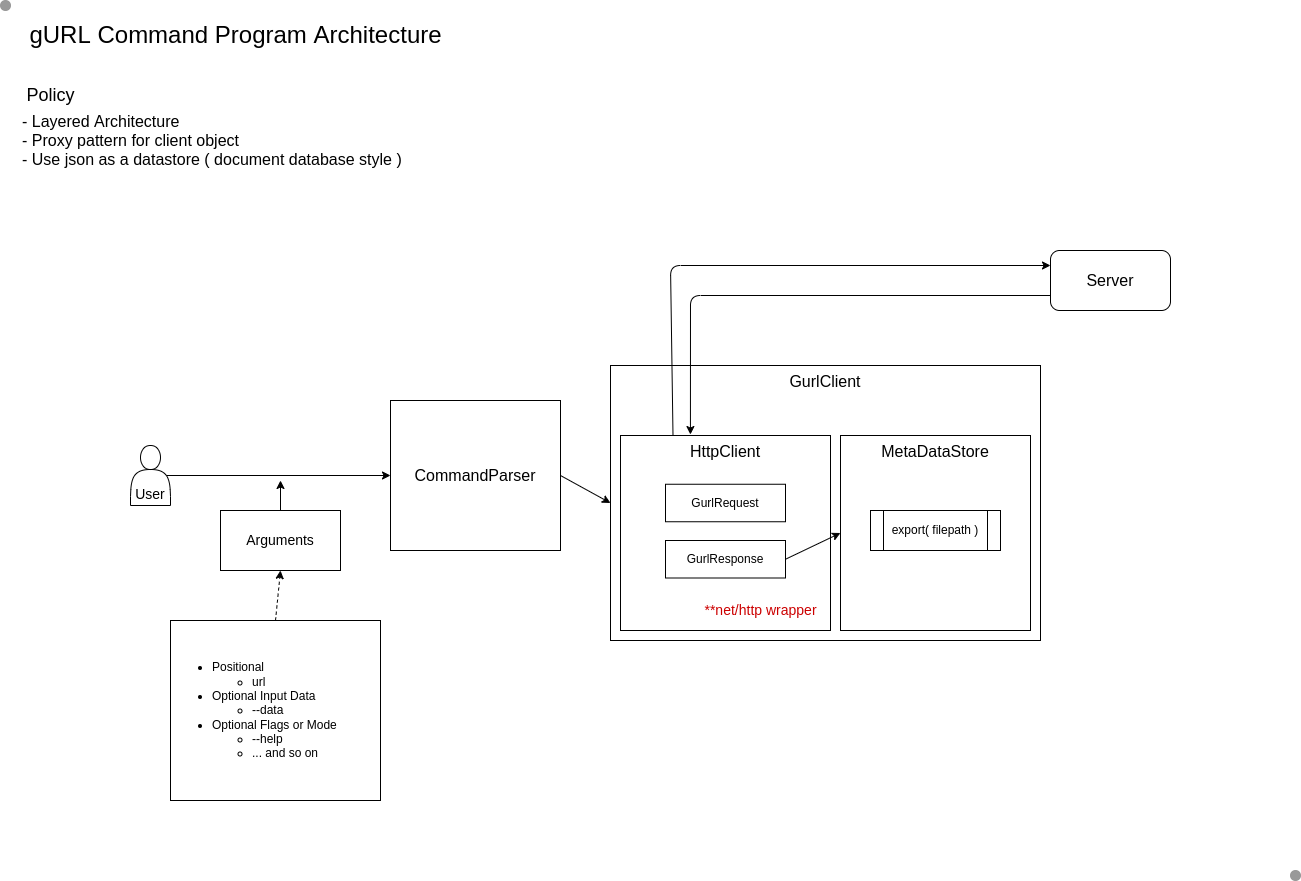 gURL Command Program Architecture
Policy
- Layered Architecture
- Proxy pattern for client object
- Use json as a datastore ( document database style )
Server
GurlClient
HttpClient
MetaDataStore
CommandParser
User
GurlRequest
export( filepath )
Arguments
GurlResponse
**net/http wrapper
• Positional
◦ url
• Optional Input Data
◦ --data
• Optional Flags or Mode
◦ --help
◦ ... and so on